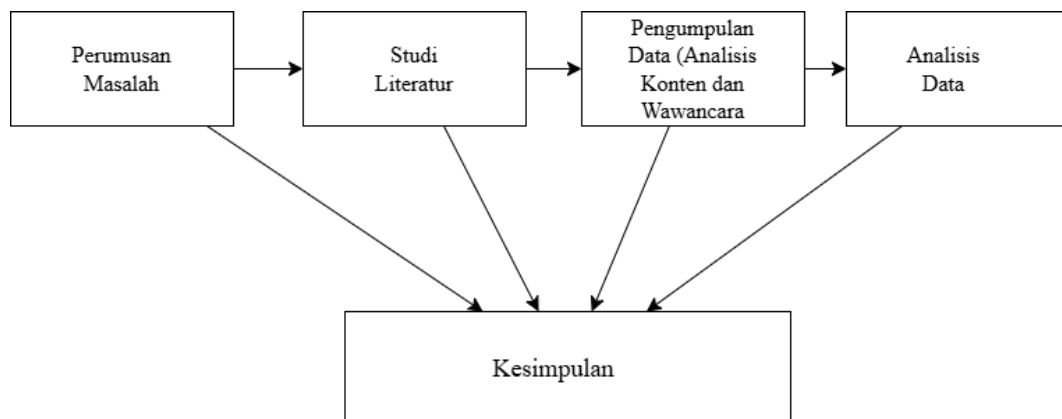 Perumusan
Masalah
Studi
Literatur
Pengumpulan
Data (Analisis
Konten dan
Wawancara
Analisis
Data
Kesimpulan